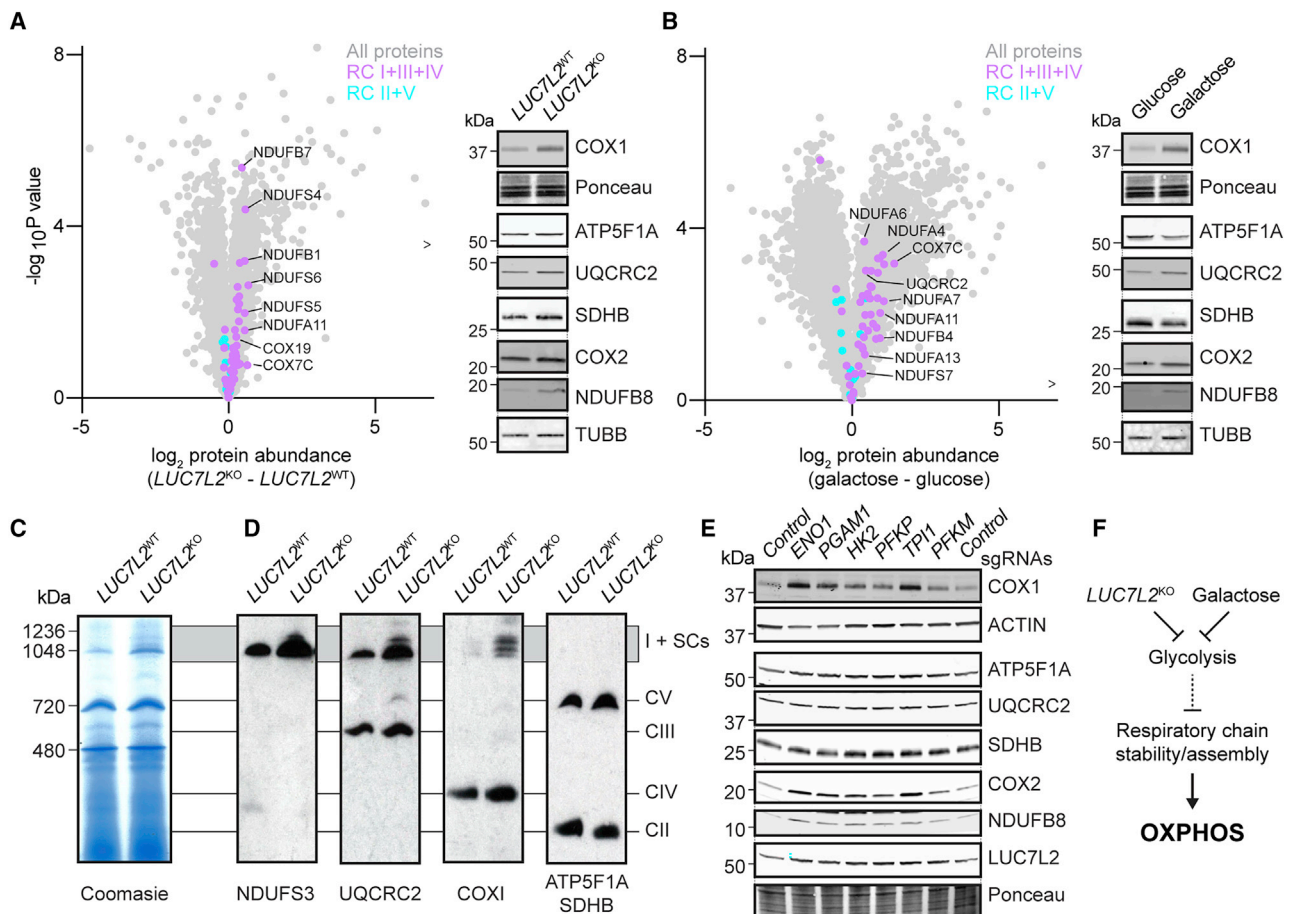 A
8
4
0
-5
0
5
-log10P value
log2 protein abundance
(LUC7L2KO - LUC7L2WT)
All proteins
RC I+III+IV
RC II+V
NDUFB7
NDUFS4
NDUFB1
NDUFS6
NDUFS5
NDUFA11
COX19
COX7C
>
LUC7L2WT
LUC7L2KO
kDa
37
COX1
Ponceau
50
ATP5F1A
50
UQCRC2
25
SDHB
20
COX2
20
NDUFB8
50
TUBB
B
8
4
0
-5
0
5
log2 protein abundance
(galactose - glucose)
All proteins
RC I+III+IV
RC II+V
NDUFA6
NDUFA4
COX7C
UQCRC2
NDUFA7
NDUFA11
NDUFB4
NDUFA13
NDUFS7
>
Glucose
Galactose
kDa
37
COX1
Ponceau
50
ATP5F1A
50
UQCRC2
25
SDHB
20
COX2
20
NDUFB8
50
TUBB
C
LUC7L2WT
LUC7L2KO
kDa
1236
1048
720
480
Coomasie
D
LUC7L2WT
LUC7L2KO
LUC7L2WT
LUC7L2KO
LUC7L2WT
LUC7L2KO
LUC7L2WT
LUC7L2KO
I + SCs
CV
CIII
CIV
CII
NDUFS3
UQCRC2
COXI
ATP5F1A
SDHB
E
Control
ENO1
PGAM1
HK2
PFKP
TPI1
PFKM
Control
sgRNAs
kDa
37
COX1
37
ACTIN
50
ATP5F1A
37
UQCRC2
25
SDHB
20
COX2
10
NDUFB8
50
LUC7L2
Ponceau
F
LUC7L2KO Galactose
Glycolysis
Respiratory chain
stability/assembly
OXPHOS